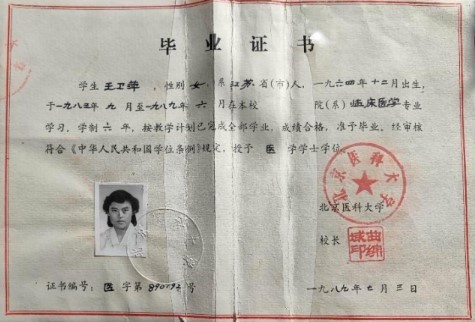 毕业证书
学生 王卫萍，性别 女，系 江苏 省(市)人，一九六四年十二月出生，
于一九八三年九月至一九八九年六月在本校 院(系) 临床医学 专业
学习，学制 六 年，按教学计划已完成全部学业，成绩合格，准予毕业。经审核
符合《中华人民共和国学位条例》规定，授予 医 学学士学位。
北京医科大学
北京医科大学
校长
曲绵域印
证书编号：医 字第 号
一九八九年七月三日